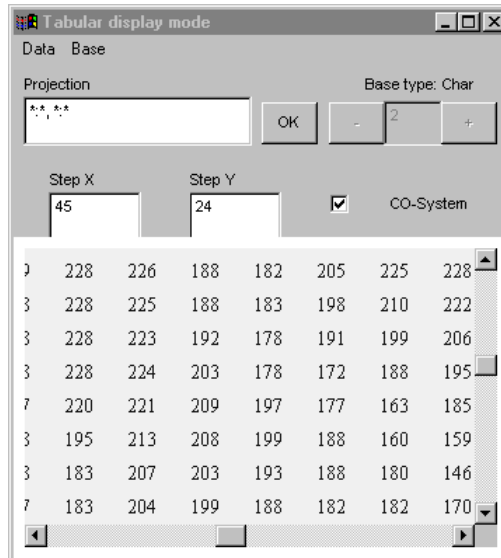 Tabular display mode
Data Base
Projection Base type: Char
*:*, *:* OK - 2 +
Step X Step Y
45 24 CO-System
228 226 188 182 205 225 228
228 225 188 183 198 210 222
228 223 192 178 191 199 206
228 224 203 178 172 188 195
220 221 209 197 177 163 185
195 213 208 199 188 160 159
183 207 203 193 188 180 146
183 204 199 188 182 182 170